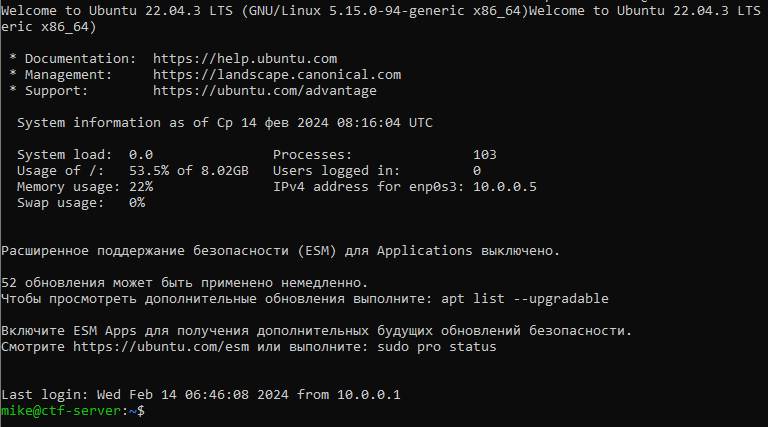 Welcome to Ubuntu 22.04.3 LTS (GNU/Linux 5.15.0-94-generic x86_64)Welcome to Ubuntu 22.04.3 LTS
eric x86_64)
* Documentation: https://help.ubuntu.com
* Management: https://landscape.canonical.com
* Support: https://ubuntu.com/advantage
System information as of Ср 14 фев 2024 08:16:04 UTC
System load: 0.0 Processes: 103
Usage of /: 53.5% of 8.02GB Users logged in: 0
Memory usage: 22% IPv4 address for enp0s3: 10.0.0.5
Swap usage: 0%
Расширенное поддержание безопасности (ESM) для Applications выключено.
52 обновления может быть применено немедленно.
Чтобы просмотреть дополнительные обновления выполните: apt list --upgradable
Включите ESM Apps для получения дополнительных будущих обновлений безопасности.
Смотрите https://ubuntu.com/esm или выполните: sudo pro status
Last login: Wed Feb 14 06:46:08 2024 from 10.0.0.1
mike@ctf-server:~$